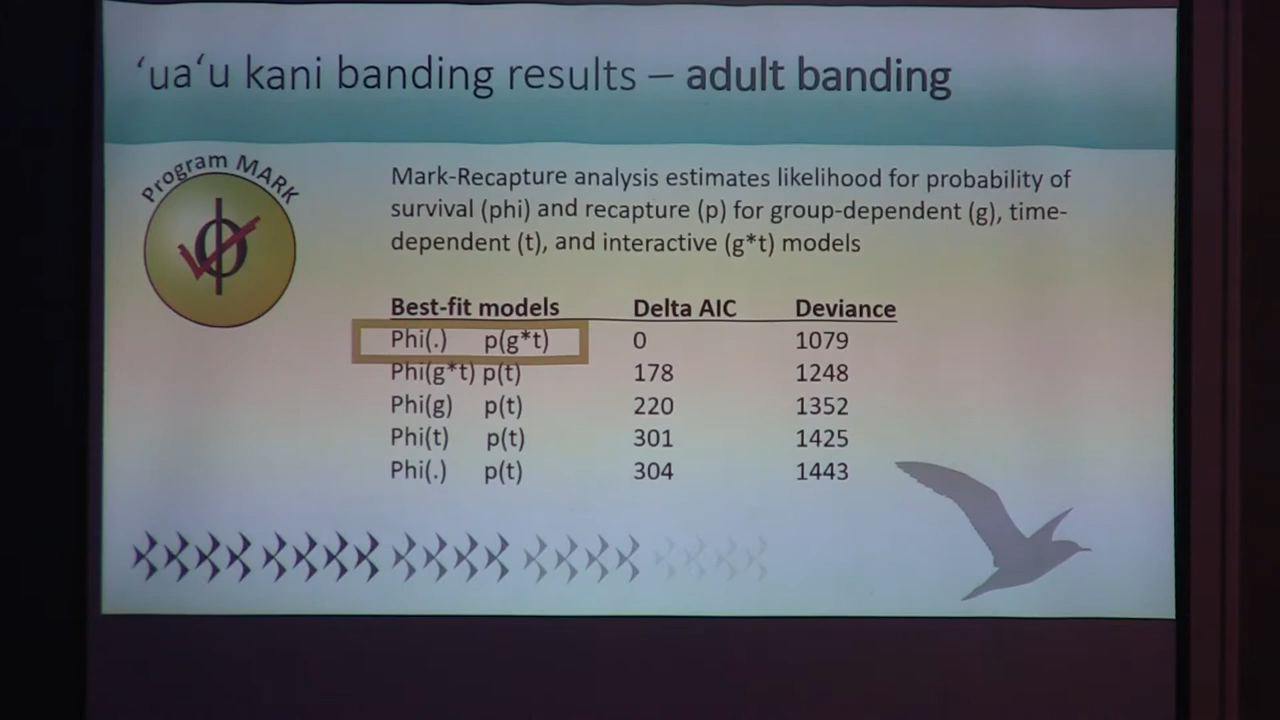 ʻuaʻu kani banding results – adult banding
Program MARK
Mark-Recapture analysis estimates likelihood for probability of
survival (phi) and recapture (p) for group-dependent (g), time-
dependent (t), and interactive (g*t) models
Best-fit models Delta AIC Deviance
Phi(.) p(g*t) 0 1079
Phi(g*t) p(t) 178 1248
Phi(g) p(t) 220 1352
Phi(t) p(t) 301 1425
Phi(.) p(t) 304 1443